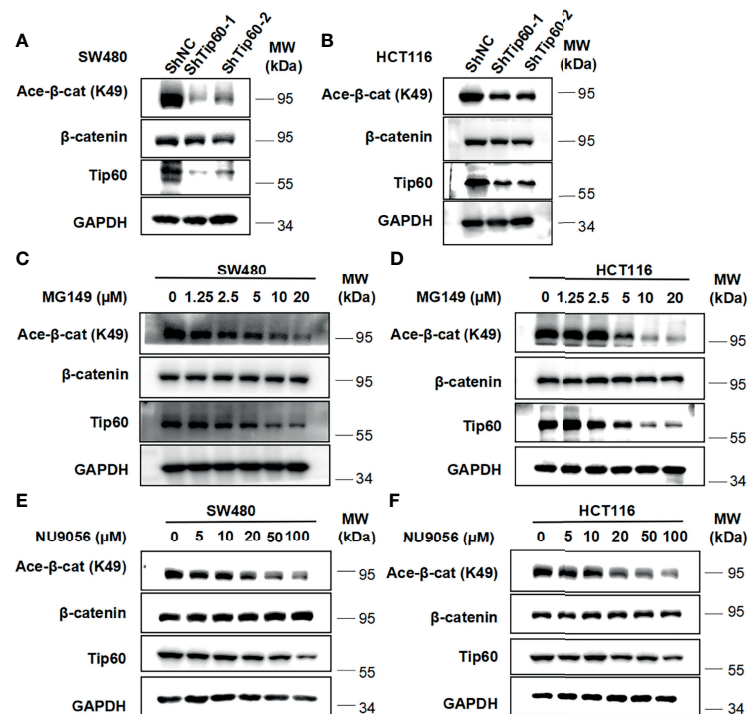 A
SW480
ShNC
ShTip60-1
ShTip60-2
MW
(kDa)
Ace-β-cat (K49)
95
β-catenin
95
Tip60
55
GAPDH
34
B
HCT116
ShNC
ShTip60-1
ShTip60-2
MW
(kDa)
Ace-β-cat (K49)
95
β-catenin
95
Tip60
55
GAPDH
34
C
SW480
MW
(kDa)
MG149 (µM) 0 1.25 2.5 5 10 20
Ace-β-cat (K49)
95
β-catenin
95
Tip60
55
GAPDH
34
D
HCT116
MW
(kDa)
MG149 (µM) 0 1.25 2.5 5 10 20
Ace-β-cat (K49)
95
β-catenin
95
Tip60
55
GAPDH
34
E
SW480
MW
(kDa)
NU9056 (µM) 0 5 10 20 50 100
Ace-β-cat (K49)
95
β-catenin
95
Tip60
55
GAPDH
34
F
HCT116
MW
(kDa)
NU9056 (µM) 0 5 10 20 50 100
Ace-β-cat (K49)
95
β-catenin
95
Tip60
55
GAPDH
34